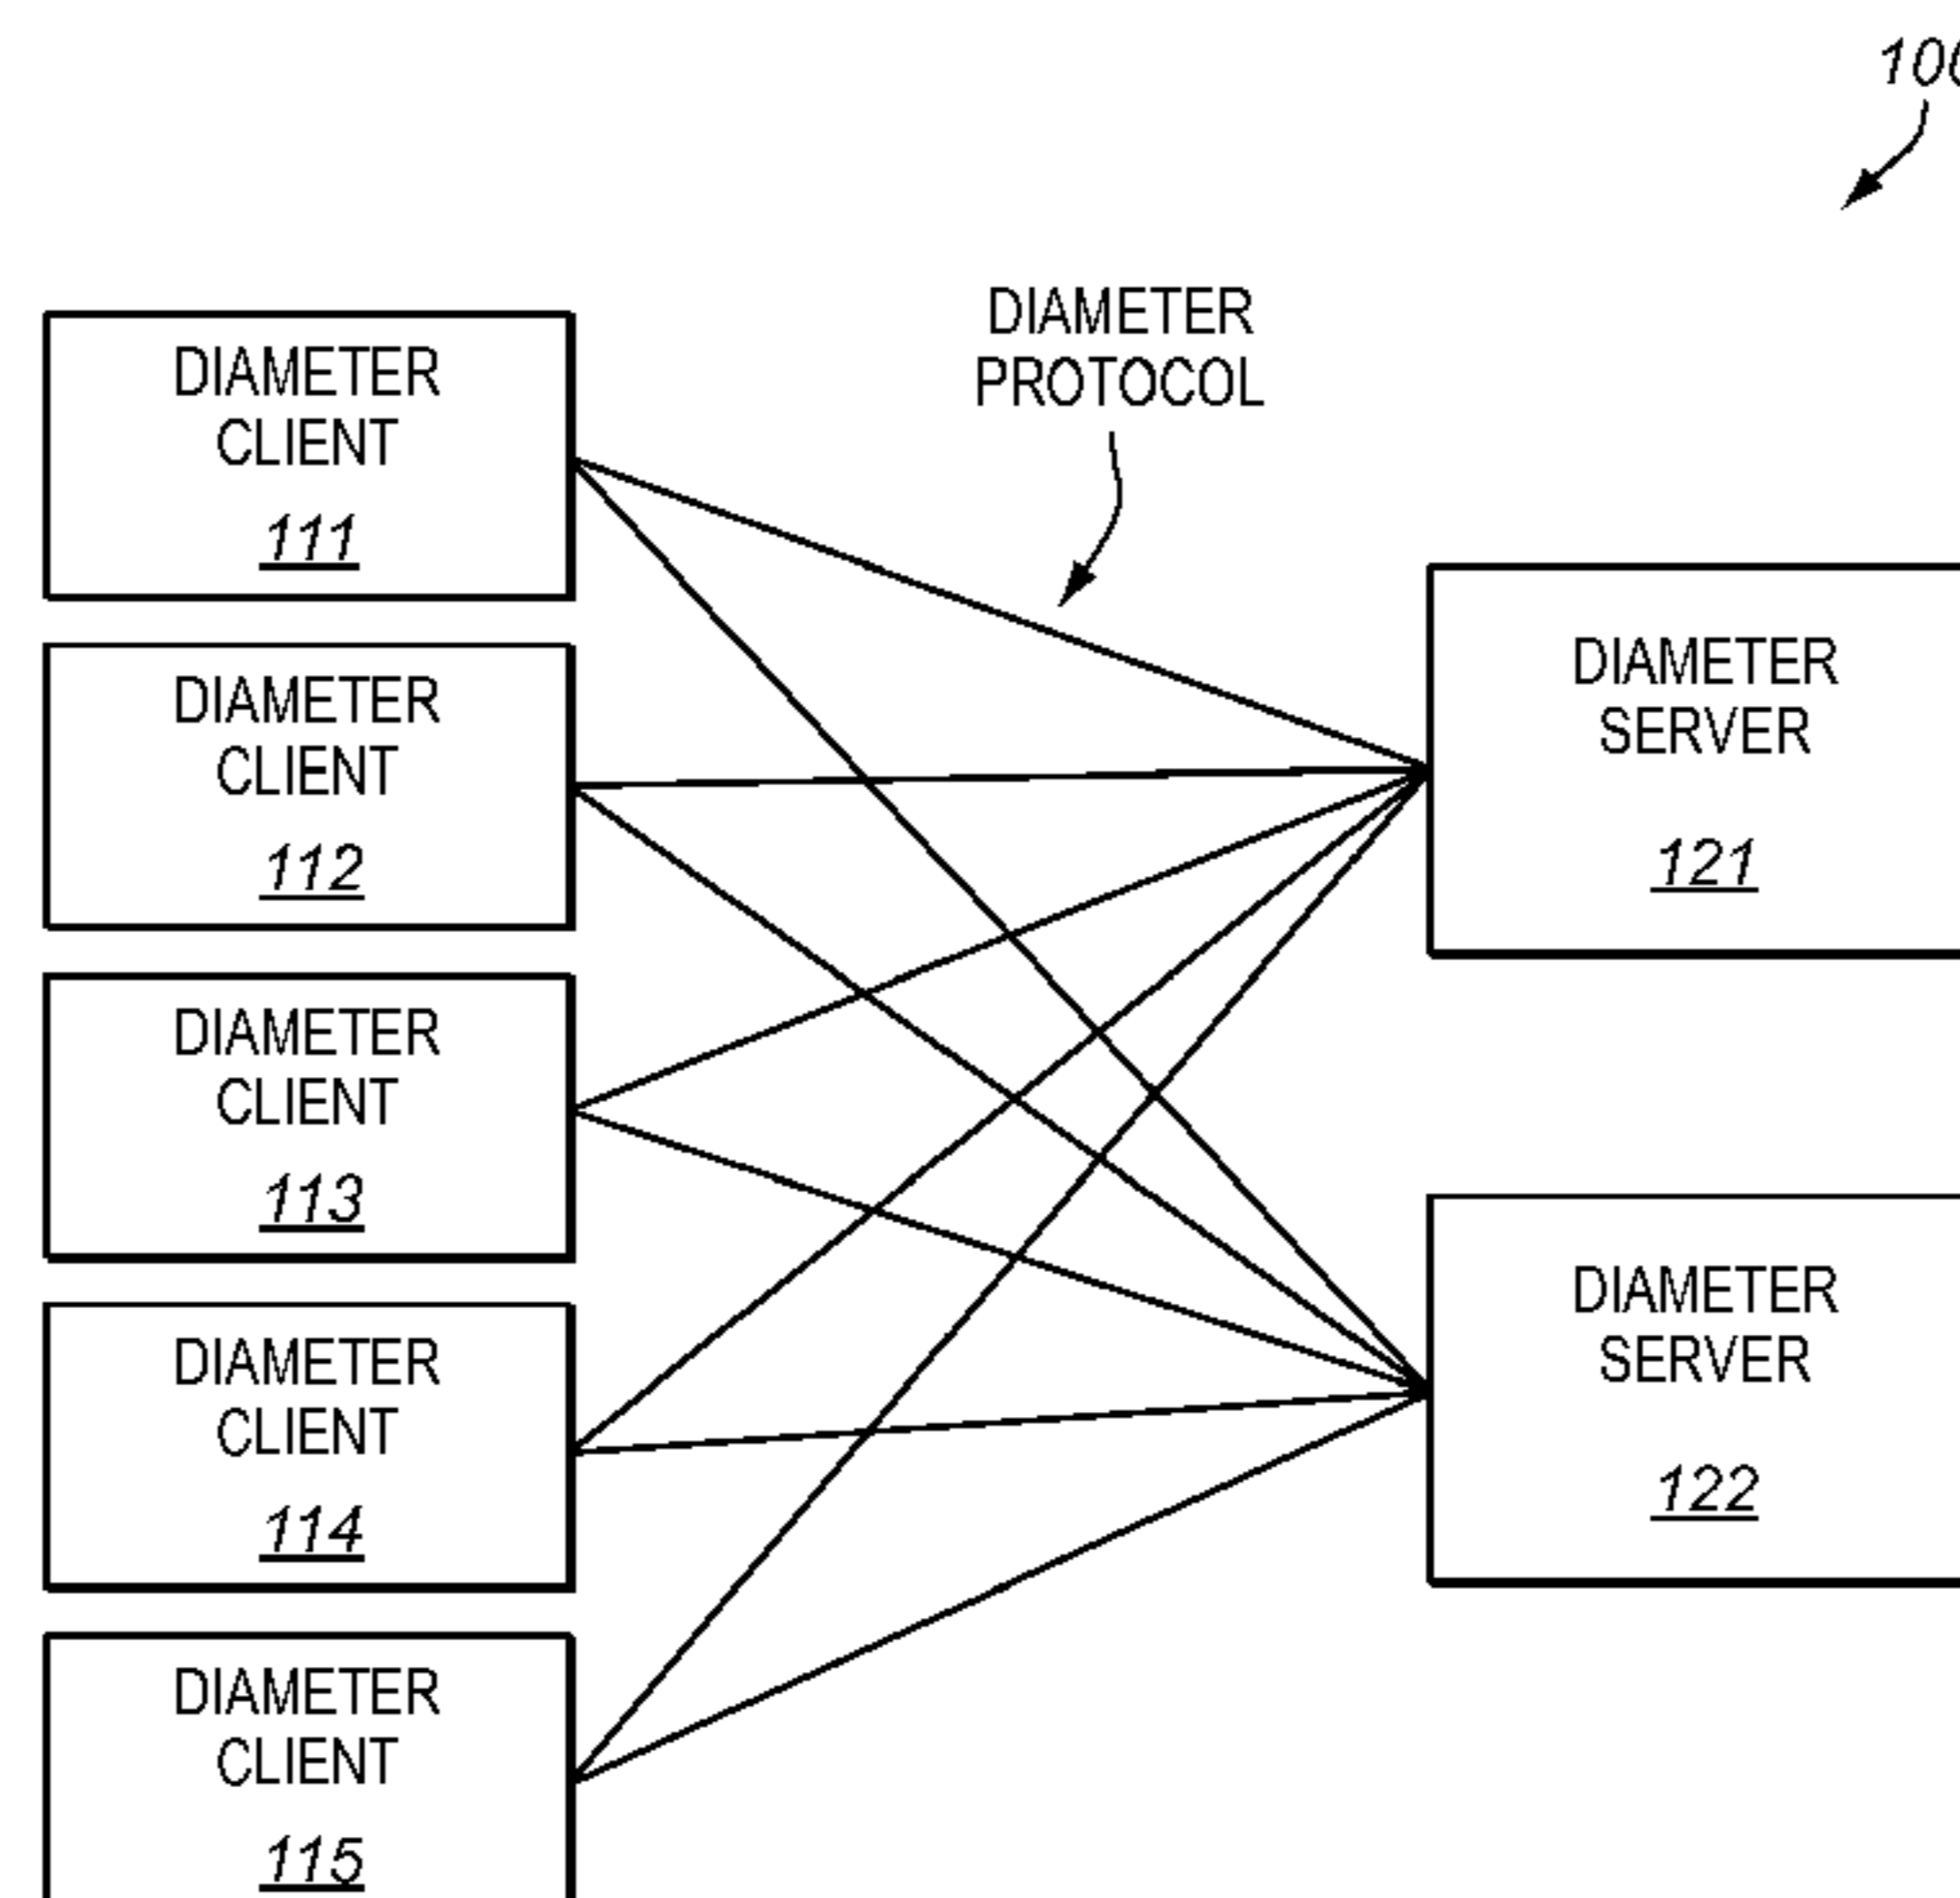 100
DIAMETER
PROTOCOL
DIAMETER
CLIENT
111
DIAMETER
CLIENT
112
DIAMETER
CLIENT
113
DIAMETER
CLIENT
114
DIAMETER
CLIENT
115
DIAMETER
SERVER
121
DIAMETER
SERVER
122